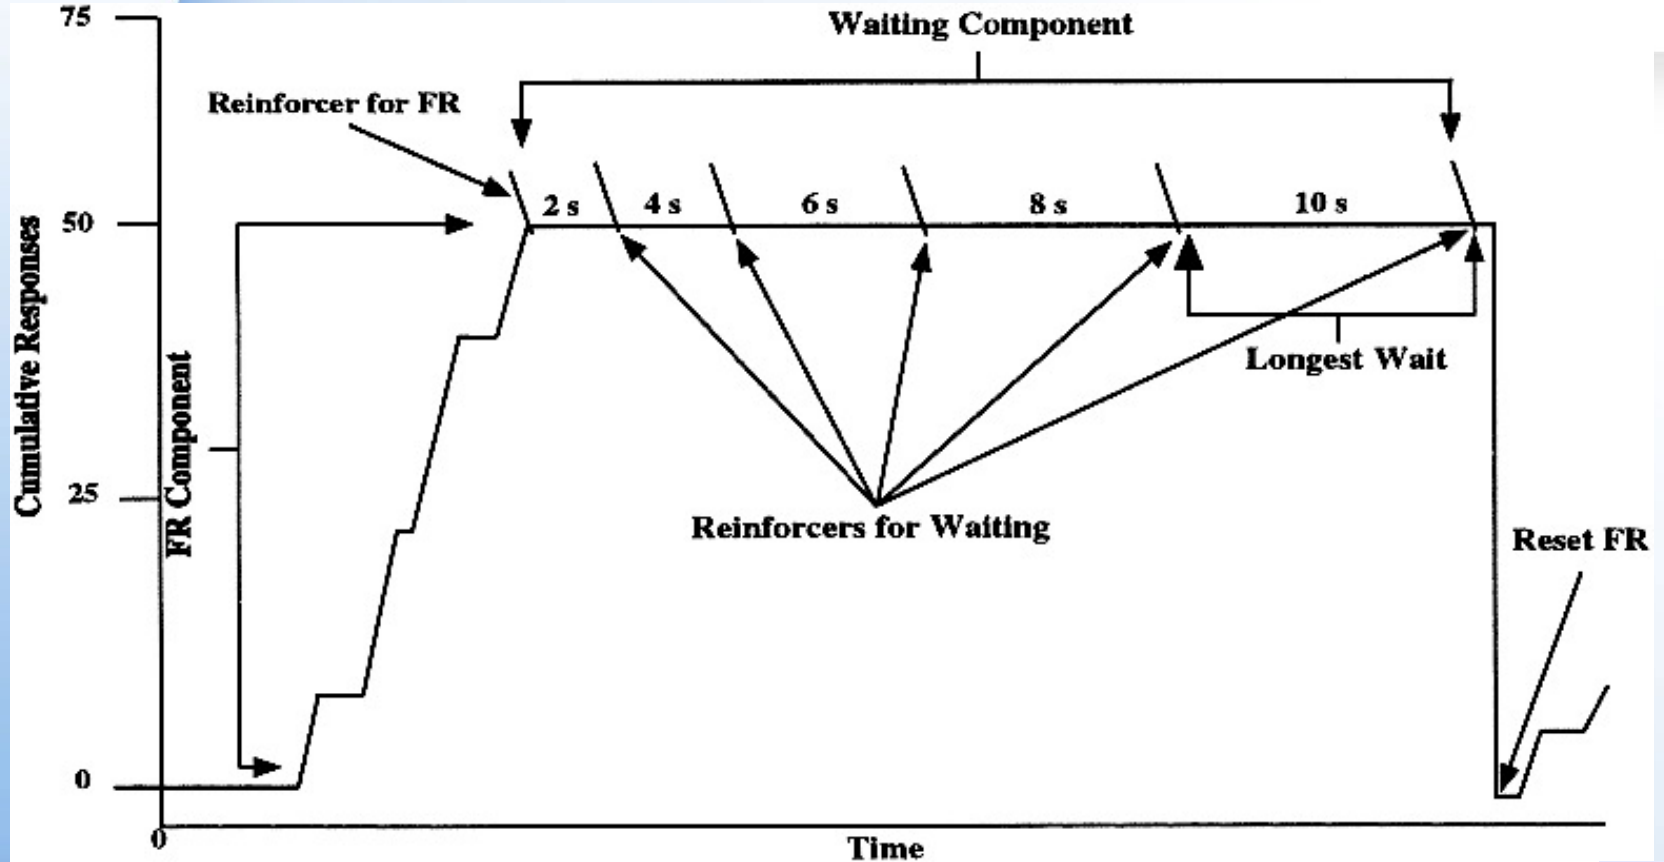 75
Waiting Component
Reinforcer for FR
50
2 s
4 s
6 s
8 s
10 s
Cumulative Responses
FR Component
Longest Wait
25
Reinforcers for Waiting
Reset FR
0
0
Time